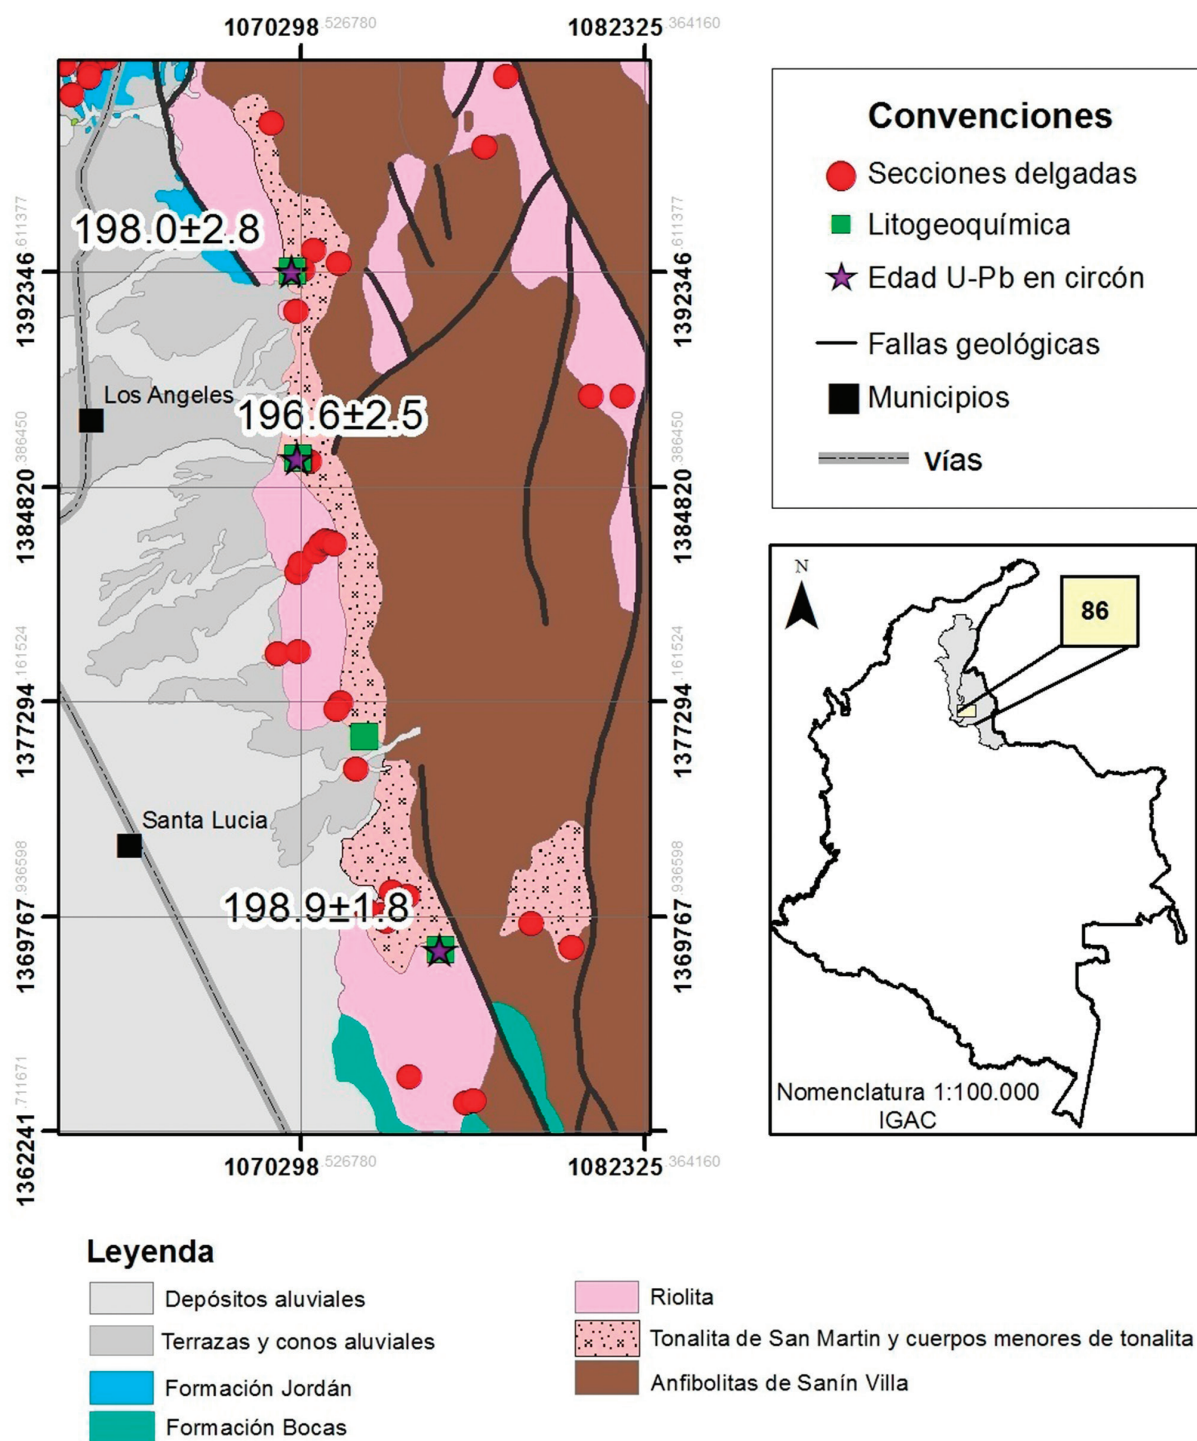 1070298.526780
1082325.364160
1392346.611377
1384820.386450
1377294.161524
1369767.936598
1362241.711671
198.0±2.8
Los Angeles
196.6±2.5
Santa Lucia
198.9±1.8
1392346.611377
1384820.386450
1377294.161524
1369767.936598
1070298.526780
1082325.364160
Convenciones
Secciones delgadas
Litogeoquímica
Edad U-Pb en circón
Fallas geológicas
Municipios
vías
N
86
Nomenclatura 1:100.000
IGAC
Leyenda
Depósitos aluviales
Terrazas y conos aluviales
Formación Jordán
Formación Bocas
Riolita
Tonalita de San Martin y cuerpos menores de tonalita
Anfibolitas de Sanín Villa